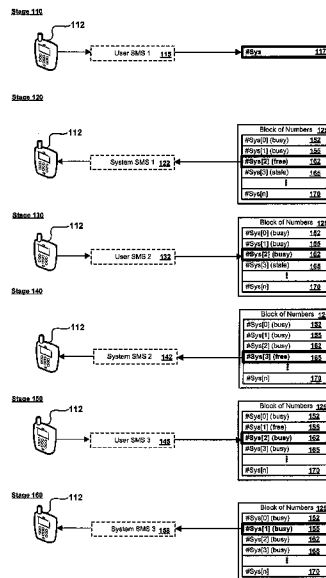 Stage 110
112
User SMS 1 115
#Sys 117
Stage 120
112
System SMS 1 122
Block of Numbers
#Sys[0] (busy) 152
#Sys[1] (busy) 155
#Sys[2] (free) 162
#Sys[3] (stale) 165
#Sys[n] 170
Stage 130
112
User SMS 2 132
Block of Numbers
#Sys[0] (busy) 152
#Sys[1] (busy) 155
#Sys[2] (busy) 162
#Sys[3] (stale) 165
#Sys[n] 170
Stage 140
112
System SMS 2 142
Block of Numbers
#Sys[0] (busy) 152
#Sys[1] (busy) 155
#Sys[2] (busy) 162
#Sys[3] (free) 165
#Sys[n] 170
Stage 150
112
User SMS 3
Block of Numbers
#Sys[0] (busy) 152
#Sys[1] (free) 155
#Sys[2] (busy) 162
#Sys[3] (busy) 165
#Sys[n] 170
Stage 160
112
System SMS 3
Block of Numbers
#Sys[0] (busy) 152
#Sys[1] (busy) 155
#Sys[2] (busy) 162
#Sys[3] (busy) 165
#Sys[n] 170